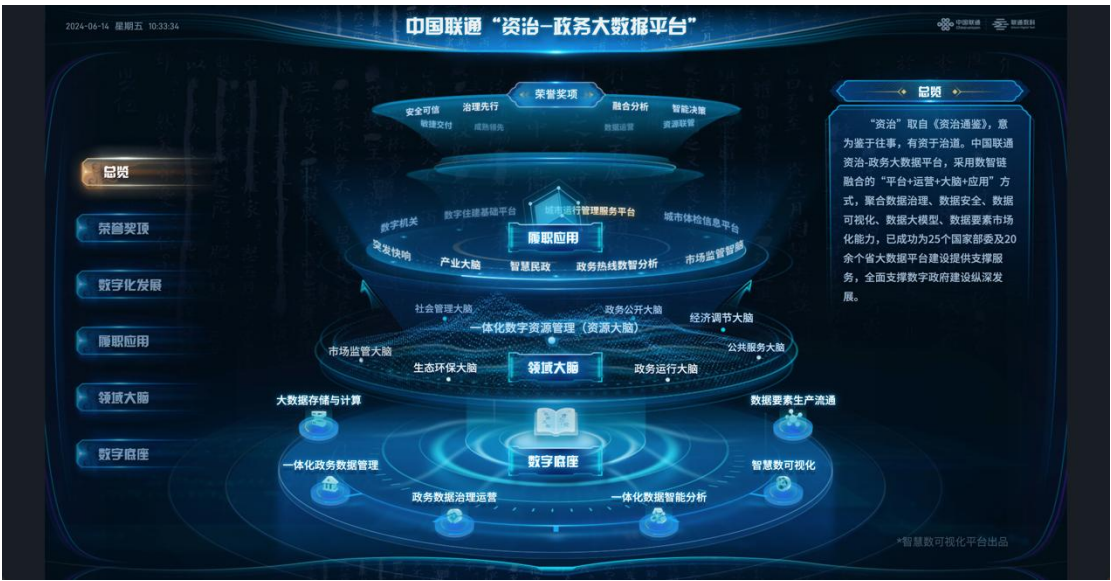 2024-06-14 星期五 10:33:34
中国联通“资治-政务大数据平台”
中国联通
联通数科
总览
荣誉奖项
数字化发展
履职应用
领域大脑
数字底座
荣誉奖项
安全可信
治理先行
融合分析
智能决策
敏捷交付
成熟领先
数据运营
资源联管
数字机关
数字住建基础平台
城市运行管理服务平台
城市体检信息平台
履职应用
突发快响
产业大脑
智慧民政
政务热线数智分析
市场监管智脑
社会管理大脑
政务公开大脑
经济调节大脑
一体化数字资源管理（资源大脑）
市场监管大脑
公共服务大脑
生态环保大脑
领域大脑
政务运行大脑
大数据存储与计算
数据要素生产流通
数字底座
一体化政务数据管理
智慧数可视化
政务数据治理运营
一体化数据智能分析
总览
“资治”取自《资治通鉴》，意
为鉴于往事，有资于治道。中国联通
资治-政务大数据平台，采用数智链
融合的“平台+运营+大脑+应用”方
式，聚合数据治理、数据安全、数据
可视化、数据大模型、数据要素市场
化能力，已成功为25个国家部委及20
余个省大数据平台建设提供支撑服
务，全面支撑数字政府建设纵深发
展。
*智慧数可视化平台出品